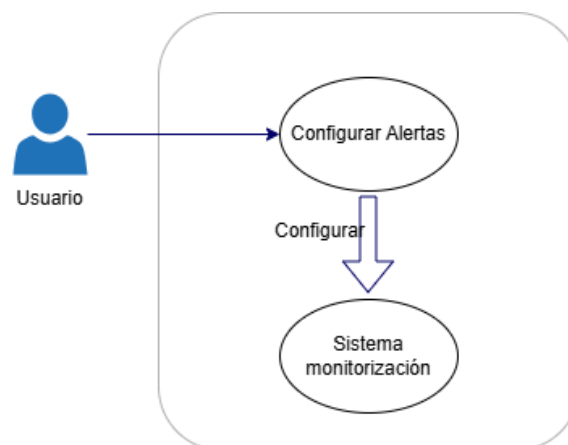 Configurar Alertas
Usuario
Configurar
Sistema
monitorización